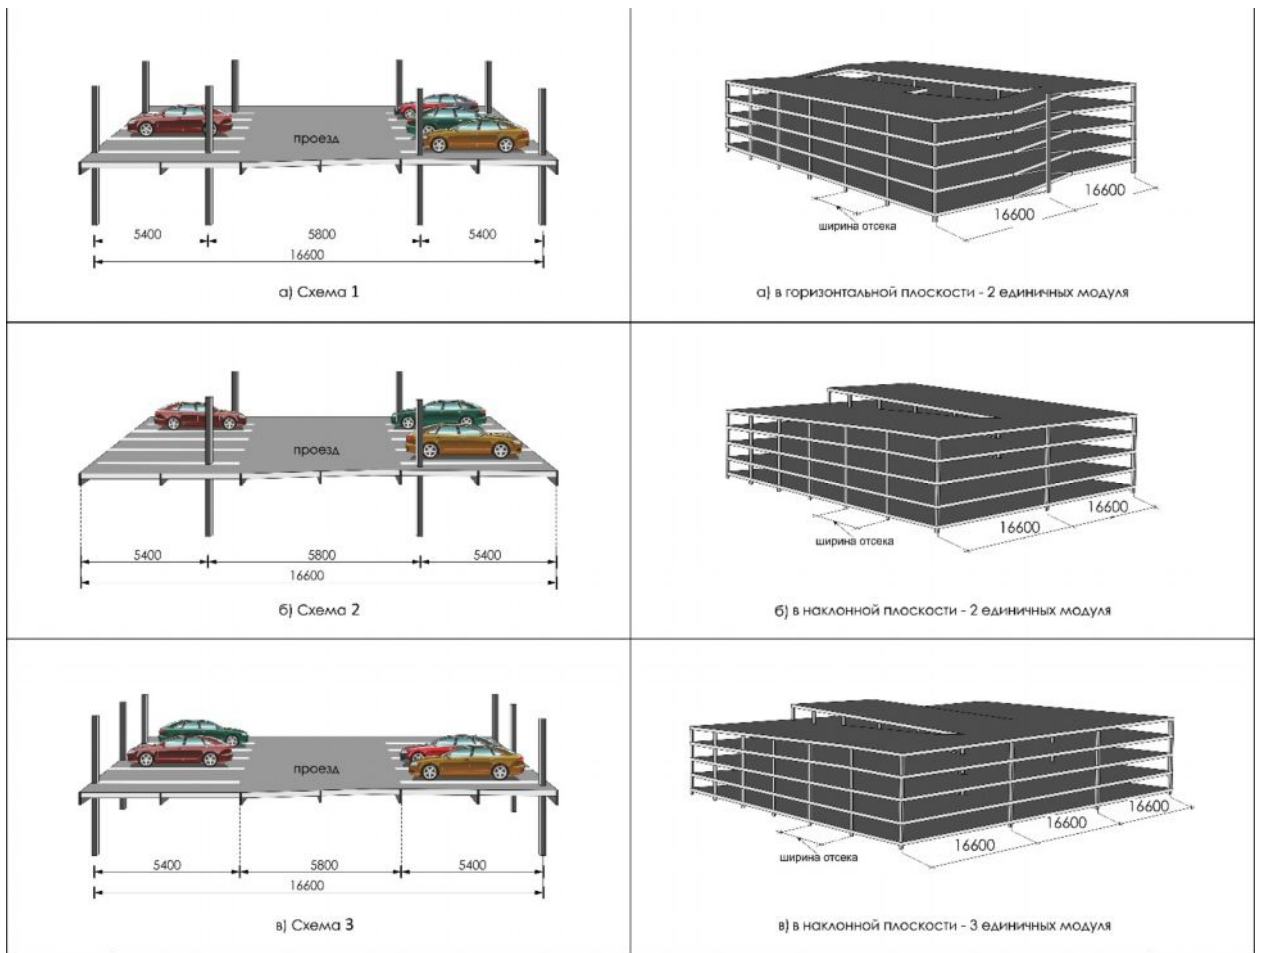 проезд
5400
5800
5400
16600
а) Схема 1
16600
16600
ширина отсека
а) в горизонтальной плоскости - 2 единичных модуля
проезд
5400
5800
5400
16600
б) Схема 2
16600
16600
ширина отсека
б) в наклонной плоскости - 2 единичных модуля
проезд
5400
5800
5400
16600
в) Схема 3
16600
16600
16600
ширина отсека
в) в наклонной плоскости - 3 единичных модуля